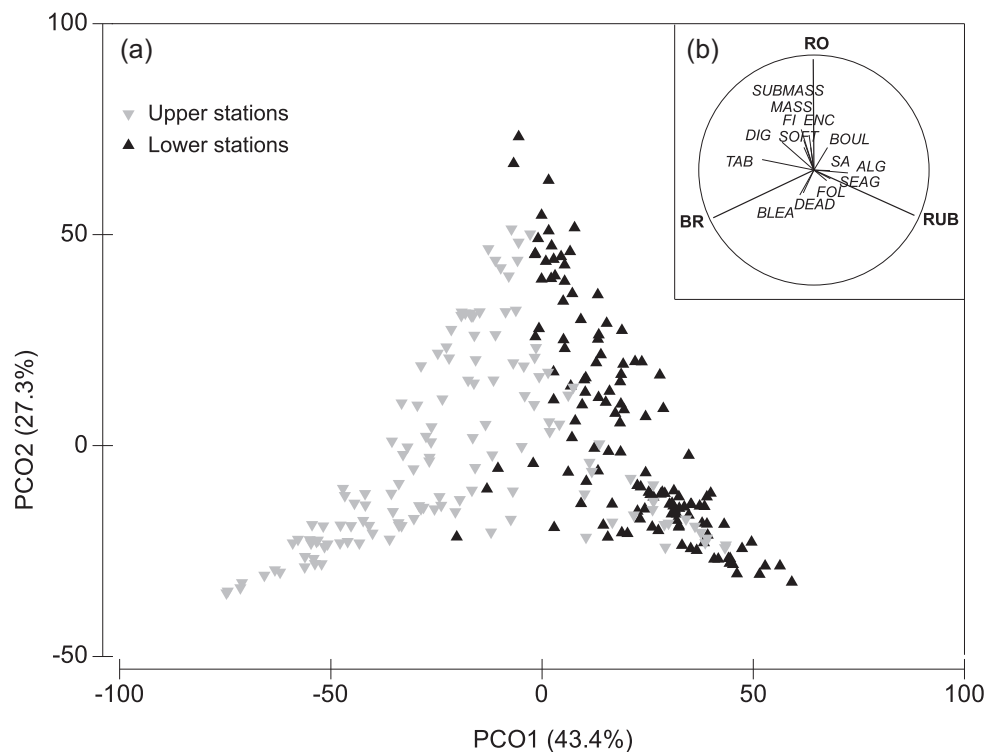 100
50
0
-50
-100
-50
0
50
100
PCO2 (27.3%)
PCO1 (43.4%)
(a)
Upper stations
Lower stations
(b)
RO
SUBMASS
MASS
FI ENC
DIG SOFT BOUL
TAB SA ALG
SEAG
FOL
BLEA DEAD
BR RUB